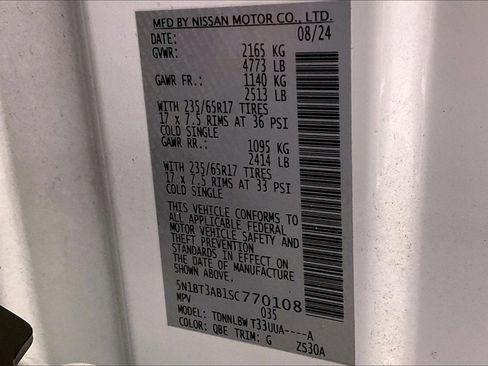 MFD BY NISSAN MOTOR CO., LTD.
DATE: 08/24
GVWR: 2165 KG
4773 LB
GAWR FR: 1140 KG
2513 LB
WITH 235/65R17 TIRES
17 x 7.5 RIMS AT 36 PSI
COLD SINGLE
GAWR RR.: 1095 KG
2414 LB
WITH 235/65R17 TIRES
17 x 7.5 RIMS AT 33 PSI
COLD SINGLE
THIS VEHICLE CONFORMS TO
ALL APPLICABLE FEDERAL
MOTOR VEHICLE SAFETY AND
THEFT PREVENTION
STANDARDS IN EFFECT ON
THE DATE OF MANUFACTURE
SHOWN ABOVE.
5N1BT3AB1SC770108
MPV 035
MODEL: TDNNLBW T33UUA----A
COLOR: QBE TRIM: G ZS30A